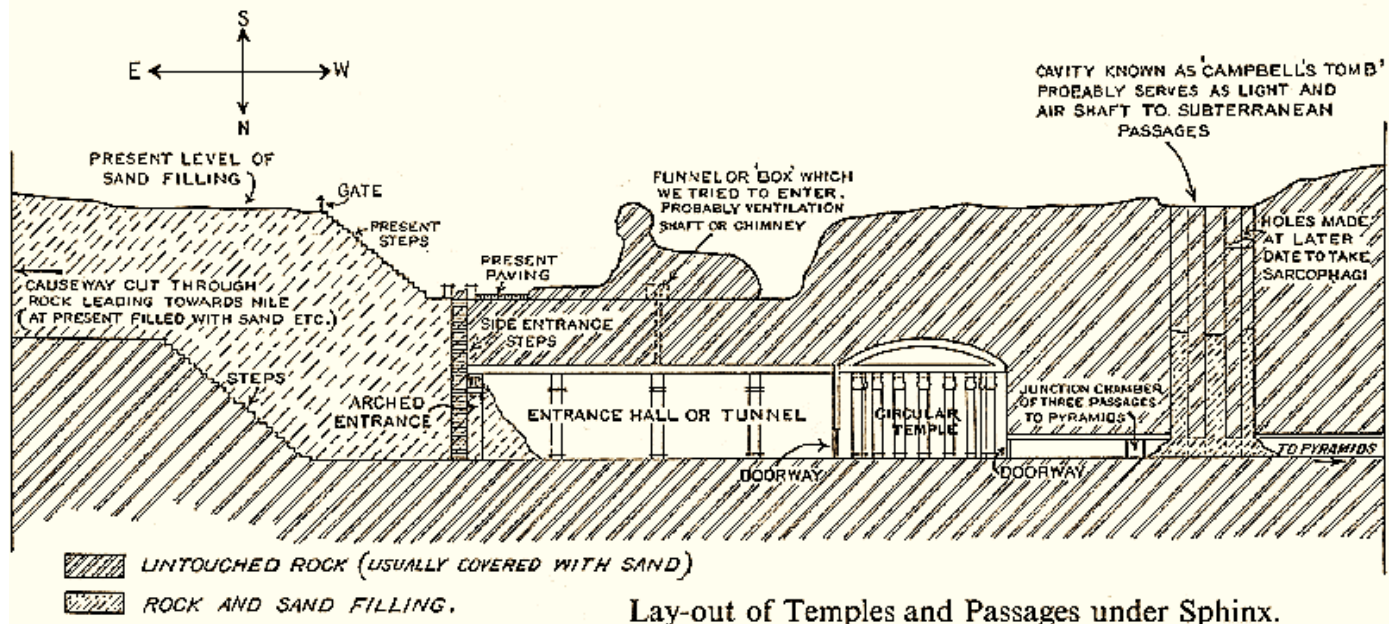 S
E W
N
PRESENT LEVEL OF
SAND FILLING
GATE
PRESENT
STEPS
CAUSEWAY CUT THROUGH
ROCK LEADING TOWARDS NILE
(AT PRESENT FILLED WITH SAND ETC.)
STEPS
PRESENT
PAVING
FUNNEL OR 'BOX' WHICH
WE TRIED TO ENTER.
PROBABLY VENTILATION
SHAFT OR CHIMNEY
CAVITY KNOWN AS 'CAMPBELL'S TOMB'
PROBABLY SERVES AS LIGHT AND
AIR SHAFT TO SUBTERRANEAN
PASSAGES
HOLES MADE
AT LATER
DATE TO TAKE
SARCOPHAGI
SIDE ENTRANCE
STEPS
ARCHED
ENTRANCE
ENTRANCE HALL OR TUNNEL
CIRCULAR
TEMPLE
JUNCTION CHAMBER
OF THREE PASSAGES
TO PYRAMIDS
DOORWAY
DOORWAY
TO PYRAMIDS
UNTOUCHED ROCK (USUALLY COVERED WITH SAND)
ROCK AND SAND FILLING.
Lay-out of Temples and Passages under Sphinx.